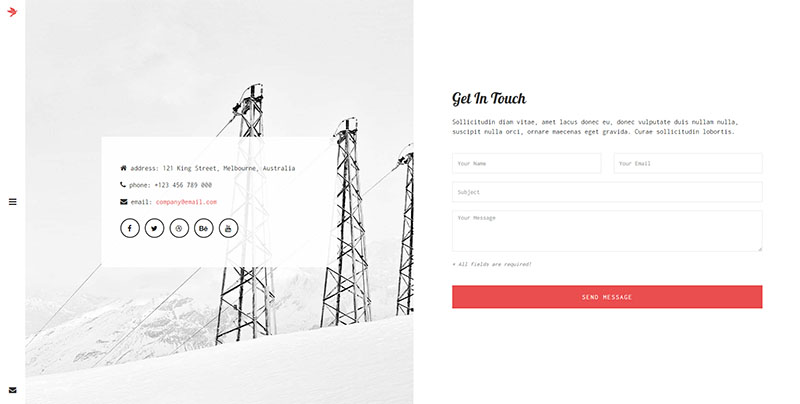 address: 121 King Street, Melbourne, Australia
phone: +123 456 789 000
email: company@email.com
Bē
You
Get In Touch
Sollicitudin diam vitae, amet lacus donec eu, donec vulputate duis nullam nulla,
suscipit nulla orci, ornare maecenas eget gravida. Curae sollicitudin lobortis.
Your Name
Your Email
Subject
Your Message
* All fields are required!
SEND MESSAGE